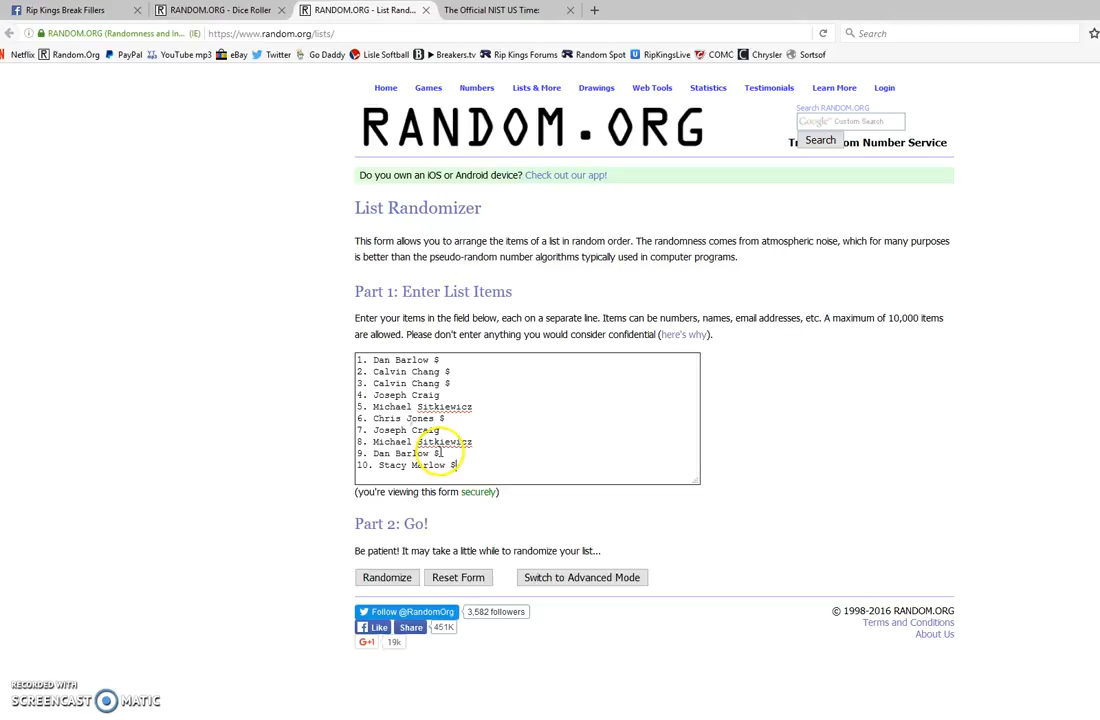 Rip Kings Break Fillers
RANDOM.ORG - Dice Roller
RANDOM.ORG - List Rand...
The Official NIST US Time:
RANDOM.ORG (Randomness and In... (IE)
https://www.random.org/lists/
Search
Netflix Random.Org PayPal YouTube mp3 eBay Twitter Go Daddy Lisle Softball Breakers.tv Rip Kings Forums Random Spot RipKingsLive COMC Chrysler Sortsof
Home Games Numbers Lists & More Drawings Web Tools Statistics Testimonials Learn More Login
Search RANDOM.ORG
Google™ Custom Search
Search
RANDOM.ORG
Number Service
Do you own an iOS or Android device? Check out our app!
List Randomizer
This form allows you to arrange the items of a list in random order. The randomness comes from atmospheric noise, which for many purposes
is better than the pseudo-random number algorithms typically used in computer programs.
Part 1: Enter List Items
Enter your items in the field below, each on a separate line. Items can be numbers, names, email addresses, etc. A maximum of 10,000 items
are allowed. Please don't enter anything you would consider confidential (here's why).
1. Dan Barlow $
2. Calvin Chang $
3. Calvin Chang $
4. Joseph Craig
5. Michael Sitkiewicz
6. Chris Jones $
7. Joseph Craig
8. Michael Sitkiewicz
9. Dan Barlow $
10. Stacy Marlow $
(you're viewing this form securely)
Part 2: Go!
Be patient! It may take a little while to randomize your list...
Randomize Reset Form Switch to Advanced Mode
Follow @RandomOrg 3,582 followers
Like Share 451K
G+1 19k
© 1998-2016 RANDOM.ORG
Terms and Conditions
About Us
RECORDED WITH
SCREENCAST MATIC